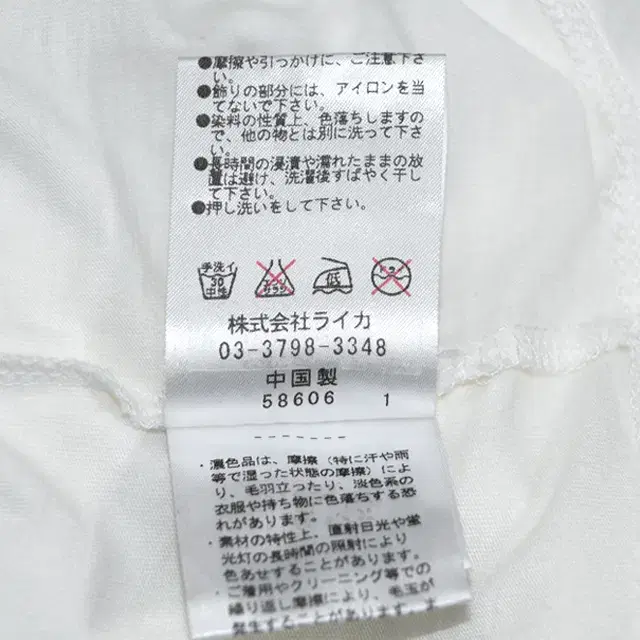 ●摩擦や引っかけに、ご注意下さ
い。
●飾りの部分には、アイロンを当
てないで下さい。
●染料の性質上、色落ちしますの
で、他の物とは別に洗って下さ
い。
●長時間の浸漬や濡れたままの放
置は避け、洗濯後すばやく干し
て下さい。
●押し洗いをして下さい。
手洗イ
30
中性
エンソ
サラシ
低
ドライ
株式会社ライカ
03-3798-3348
中国製
58606 1
・濃色品は、摩擦（特に汗や雨
等で湿った状態の摩擦）によ
り、毛羽立ったり、淡色系の
衣服や持ち物に色落ちする恐
れがあります。
・素材の特性上、直射日光や蛍
光灯の長時間の照射により
色あせすることがあります。
・ご着用やクリーニング等での
繰り返し摩擦により、毛玉が